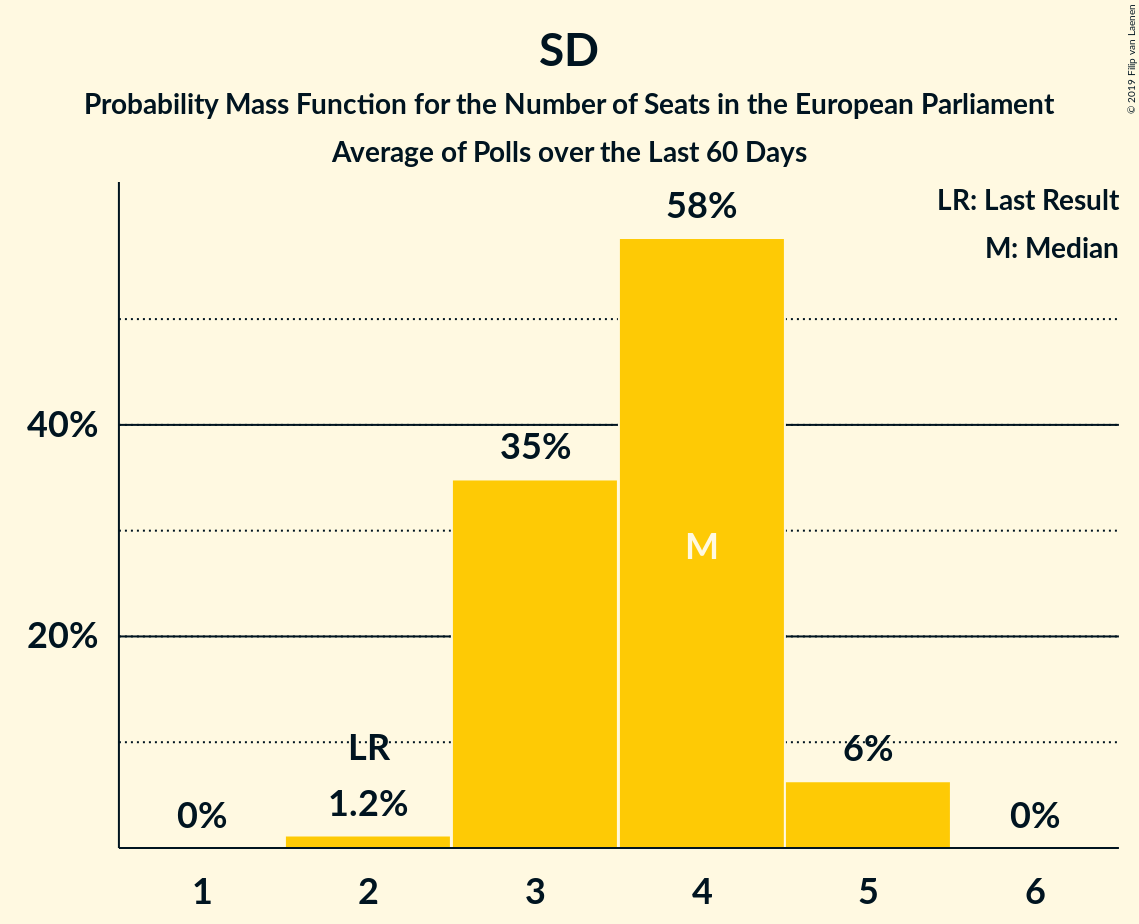 SD
Probability Mass Function for the Number of Seats in the European Parliament
Average of Polls over the Last 60 Days
© 2019 Filip van Laenen
LR: Last Result
M: Median
58%
40%
35%
M
20%
LR
6%
1.2%
0%
0%
1 2 3 4 5 6